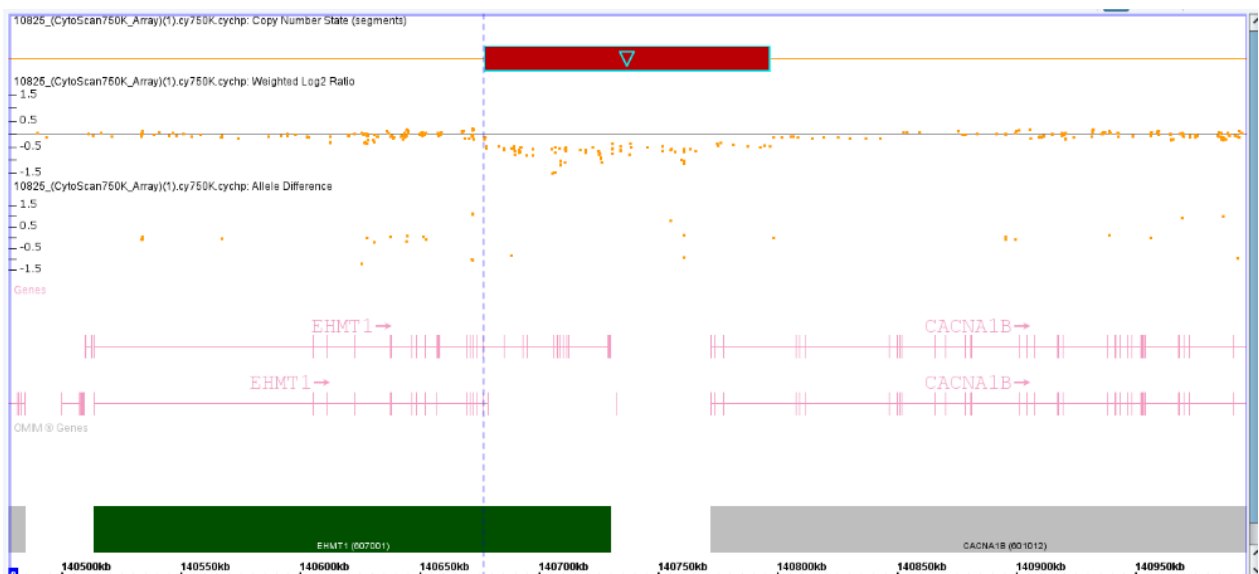 10825_(CytoScan750K_Array)(1).cy750K.cychp: Copy Number State (segments)
10825_(CytoScan750K_Array)(1).cy750K.cychp: Weighted Log2 Ratio
1.5
0.5
-0.5
-1.5
10825_(CytoScan750K_Array)(1).cy750K.cychp: Allele Difference
1.5
0.5
-0.5
-1.5
Genes
EHMT1→ CACNA1B→
EHMT1→ CACNA1B→
OMIM ® Genes
EHMT1 (607001) CACNA1B (601012)
140500kb 140550kb 140600kb 140650kb 140700kb 140750kb 140800kb 140850kb 140900kb 140950kb